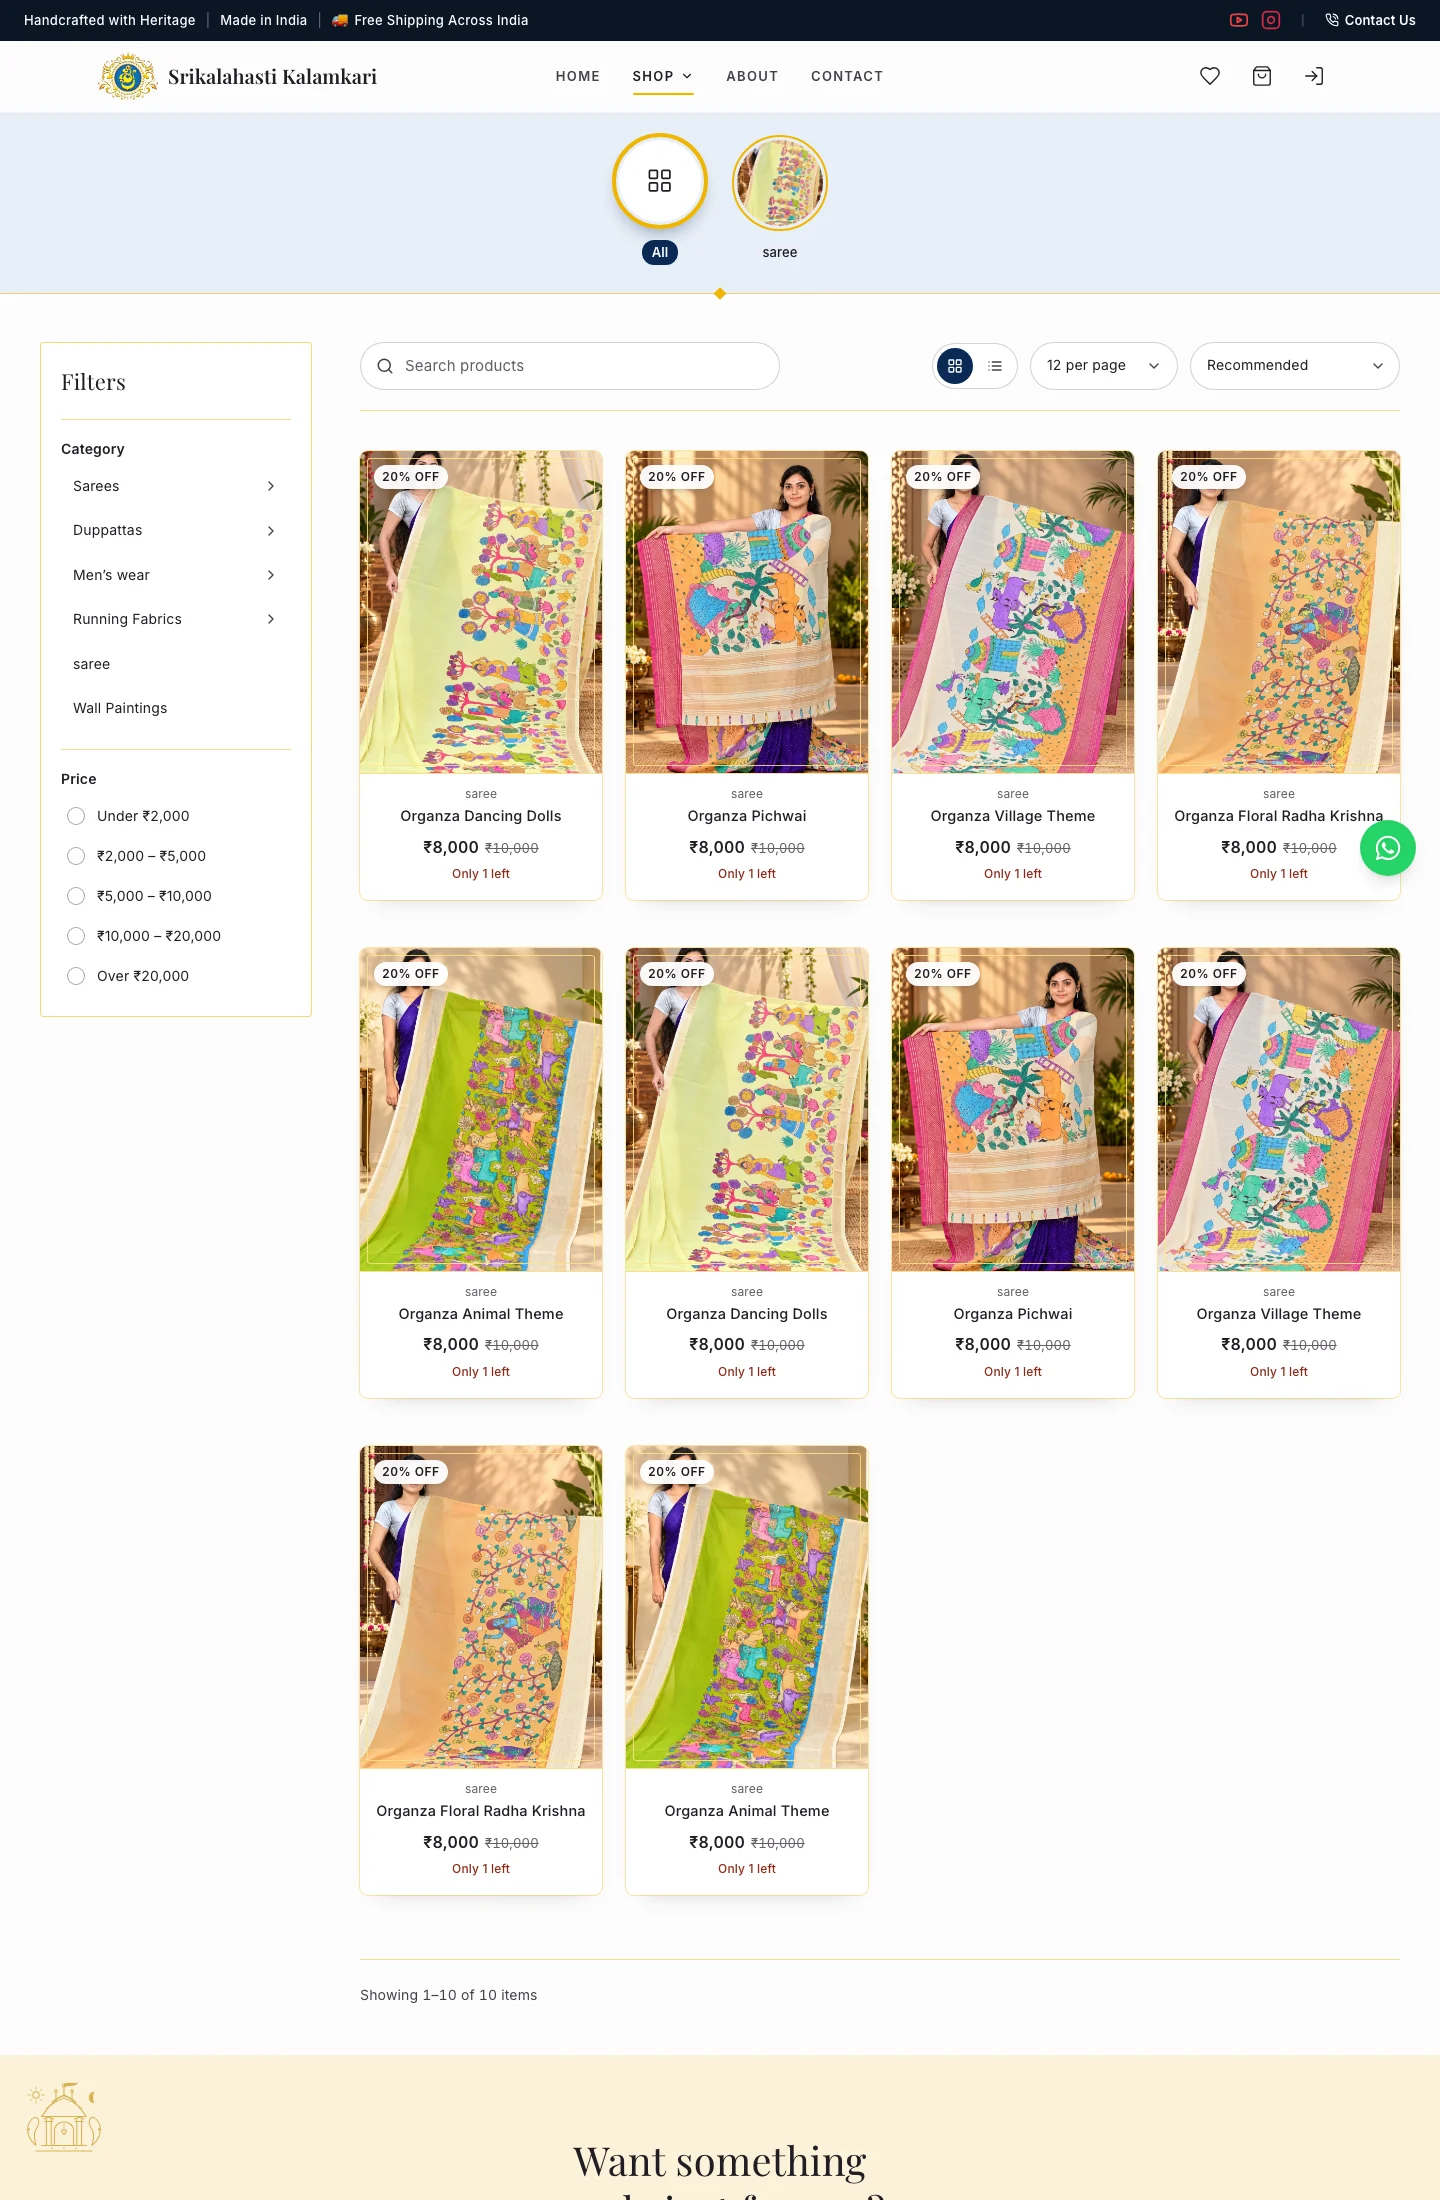 Handcrafted with Heritage | Made in India | 🚚 Free Shipping Across India
| Contact Us
Srikalahasti Kalamkari
HOME SHOP ABOUT CONTACT
All
saree
Filters
Category
Sarees
Duppattas
Men’s wear
Running Fabrics
saree
Wall Paintings
Price
Under ₹2,000
₹2,000 – ₹5,000
₹5,000 – ₹10,000
₹10,000 – ₹20,000
Over ₹20,000
Search products
12 per page
Recommended
20% OFF
saree
Organza Dancing Dolls
₹8,000 ₹10,000
Only 1 left
20% OFF
saree
Organza Pichwai
₹8,000 ₹10,000
Only 1 left
20% OFF
saree
Organza Village Theme
₹8,000 ₹10,000
Only 1 left
20% OFF
saree
Organza Floral Radha Krishna
₹8,000 ₹10,000
Only 1 left
20% OFF
saree
Organza Animal Theme
₹8,000 ₹10,000
Only 1 left
20% OFF
saree
Organza Dancing Dolls
₹8,000 ₹10,000
Only 1 left
20% OFF
saree
Organza Pichwai
₹8,000 ₹10,000
Only 1 left
20% OFF
saree
Organza Village Theme
₹8,000 ₹10,000
Only 1 left
20% OFF
saree
Organza Floral Radha Krishna
₹8,000 ₹10,000
Only 1 left
20% OFF
saree
Organza Animal Theme
₹8,000 ₹10,000
Only 1 left
Showing 1–10 of 10 items
Want something